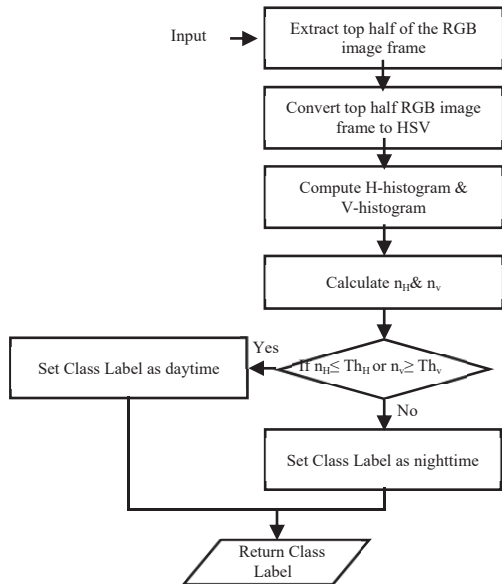 Input
Extract top half of the RGB
image frame
Convert top half RGB image
frame to HSV
Compute H-histogram &
V-histogram
Calculate nH& nv
If nH≤ ThH or nv≥ Thv
Yes
Set Class Label as daytime
No
Set Class Label as nighttime
Return Class
Label